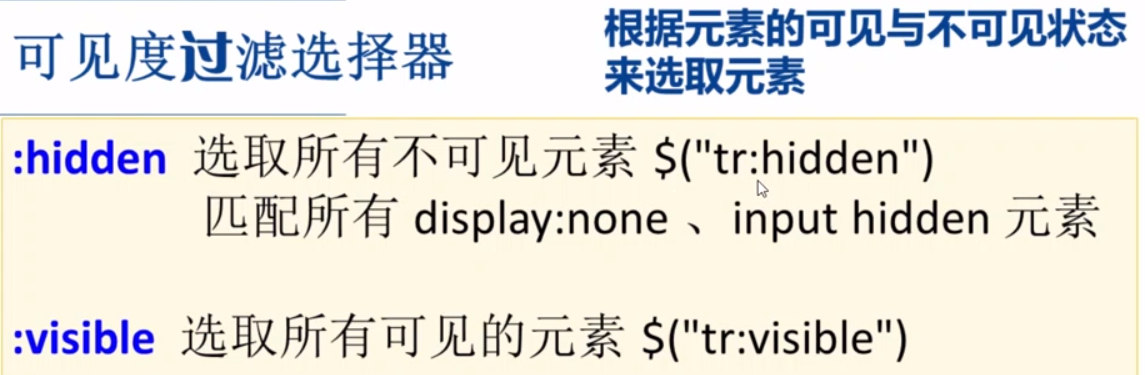 可见度过滤选择器
根据元素的可见与不可见状态
来选取元素
:hidden 选取所有不可见元素 $("tr:hidden")
匹配所有 display:none 、input hidden 元素
:visible 选取所有可见的元素 $("tr:visible")